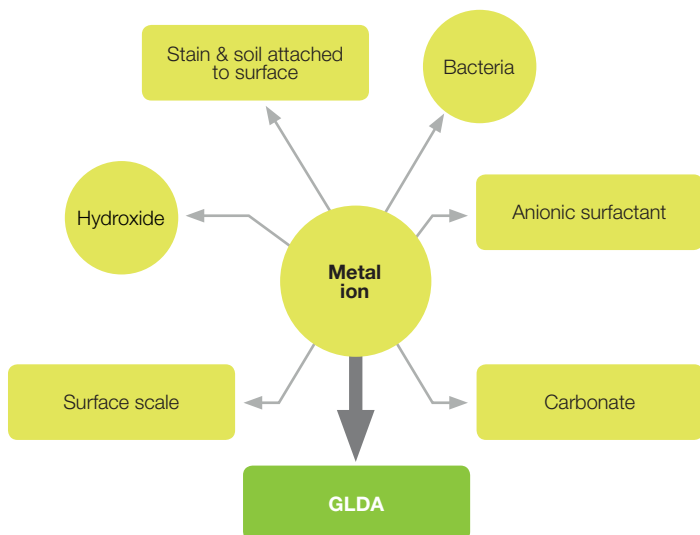 Stain & soil attached
to surface
Bacteria
Hydroxide
Anionic surfactant
Metal
ion
Surface scale
Carbonate
GLDA